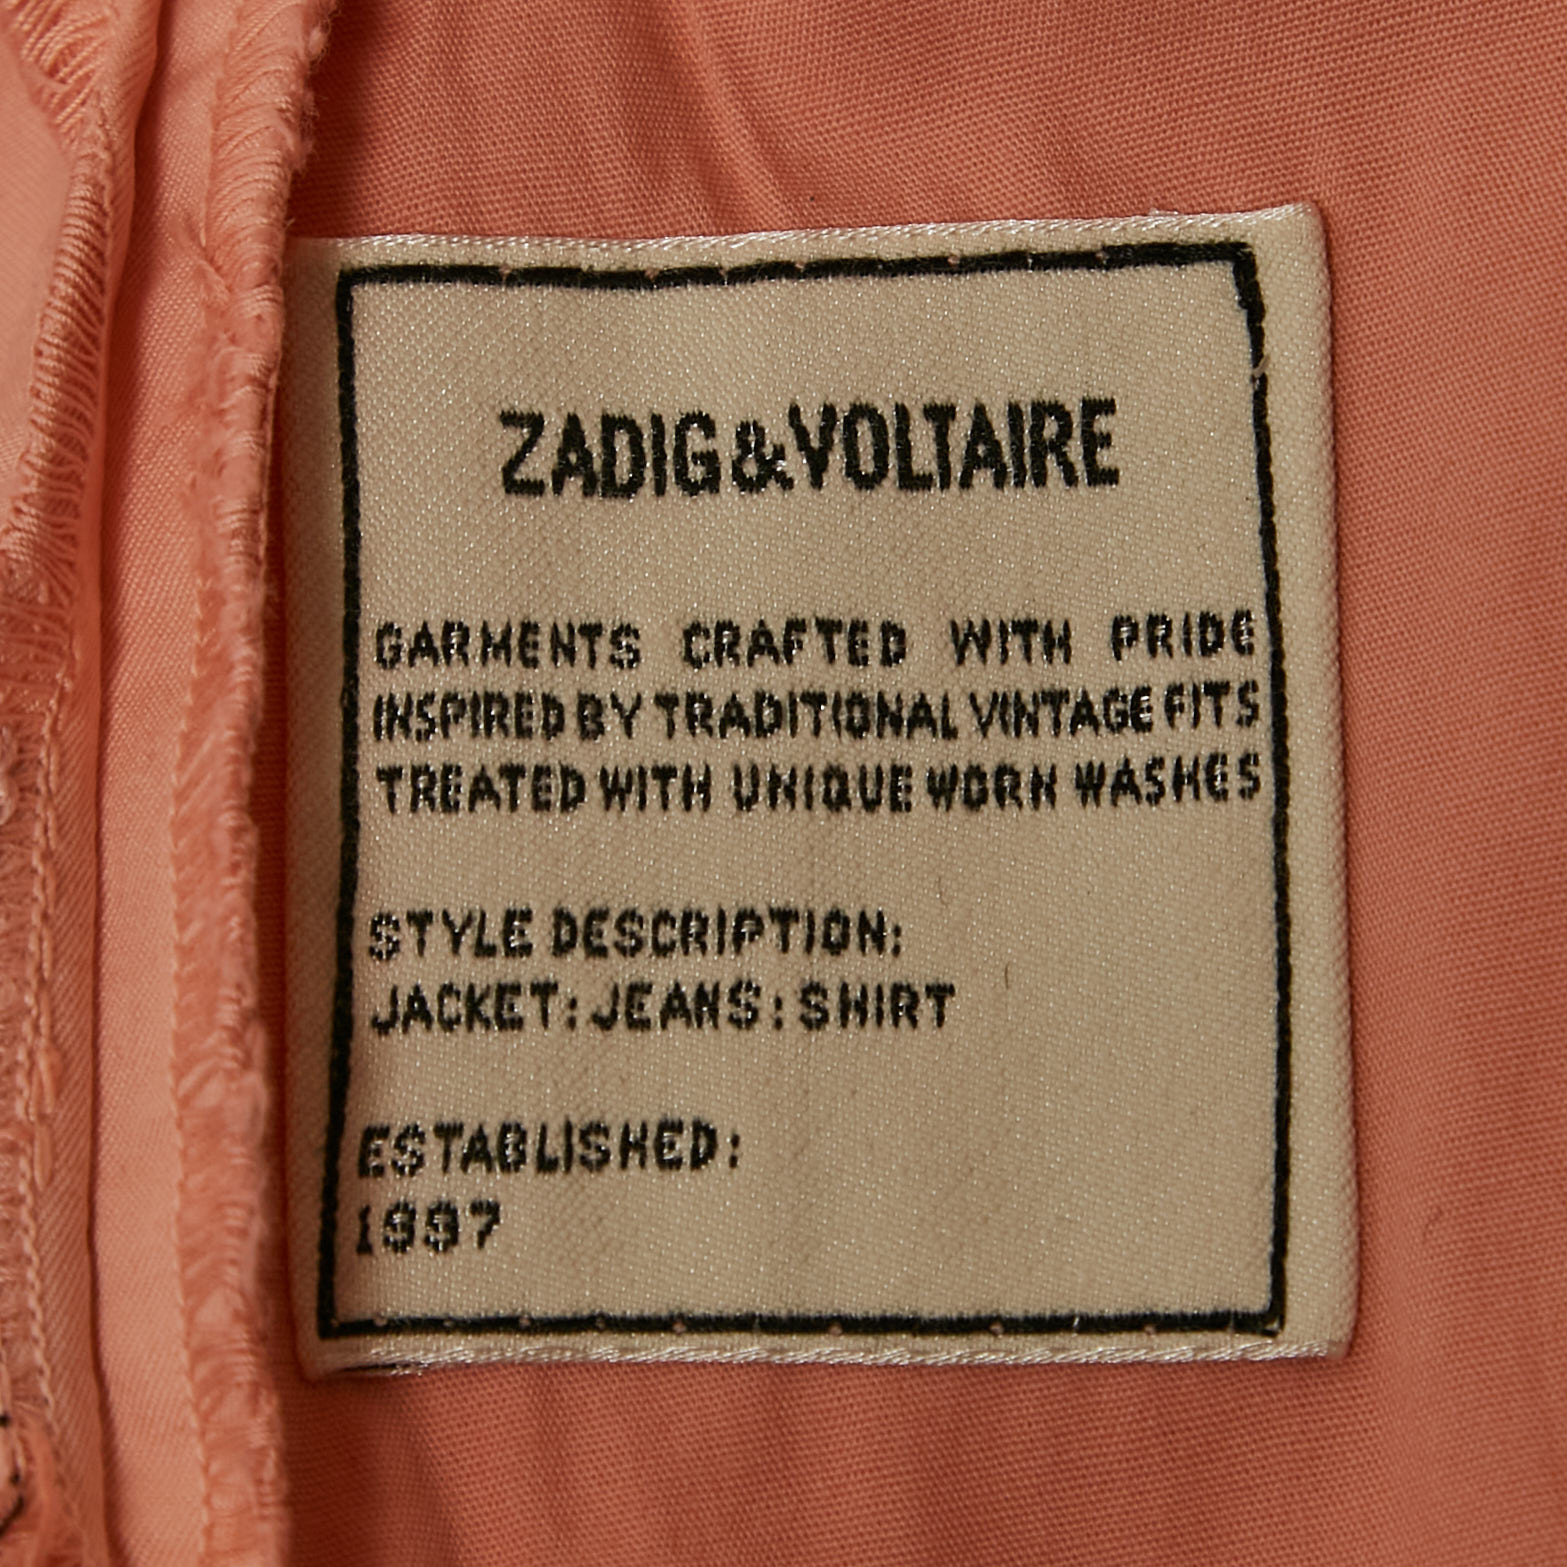 ZADIG&VOLTAIRE
GARMENTS CRAFTED WITH PRIDE
INSPIRED BY TRADITIONAL VINTAGE FITS
TREATED WITH UNIQUE WORN WASHES
STYLE DESCRIPTION:
JACKET: JEANS: SHIRT
ESTABLISHED:
1997